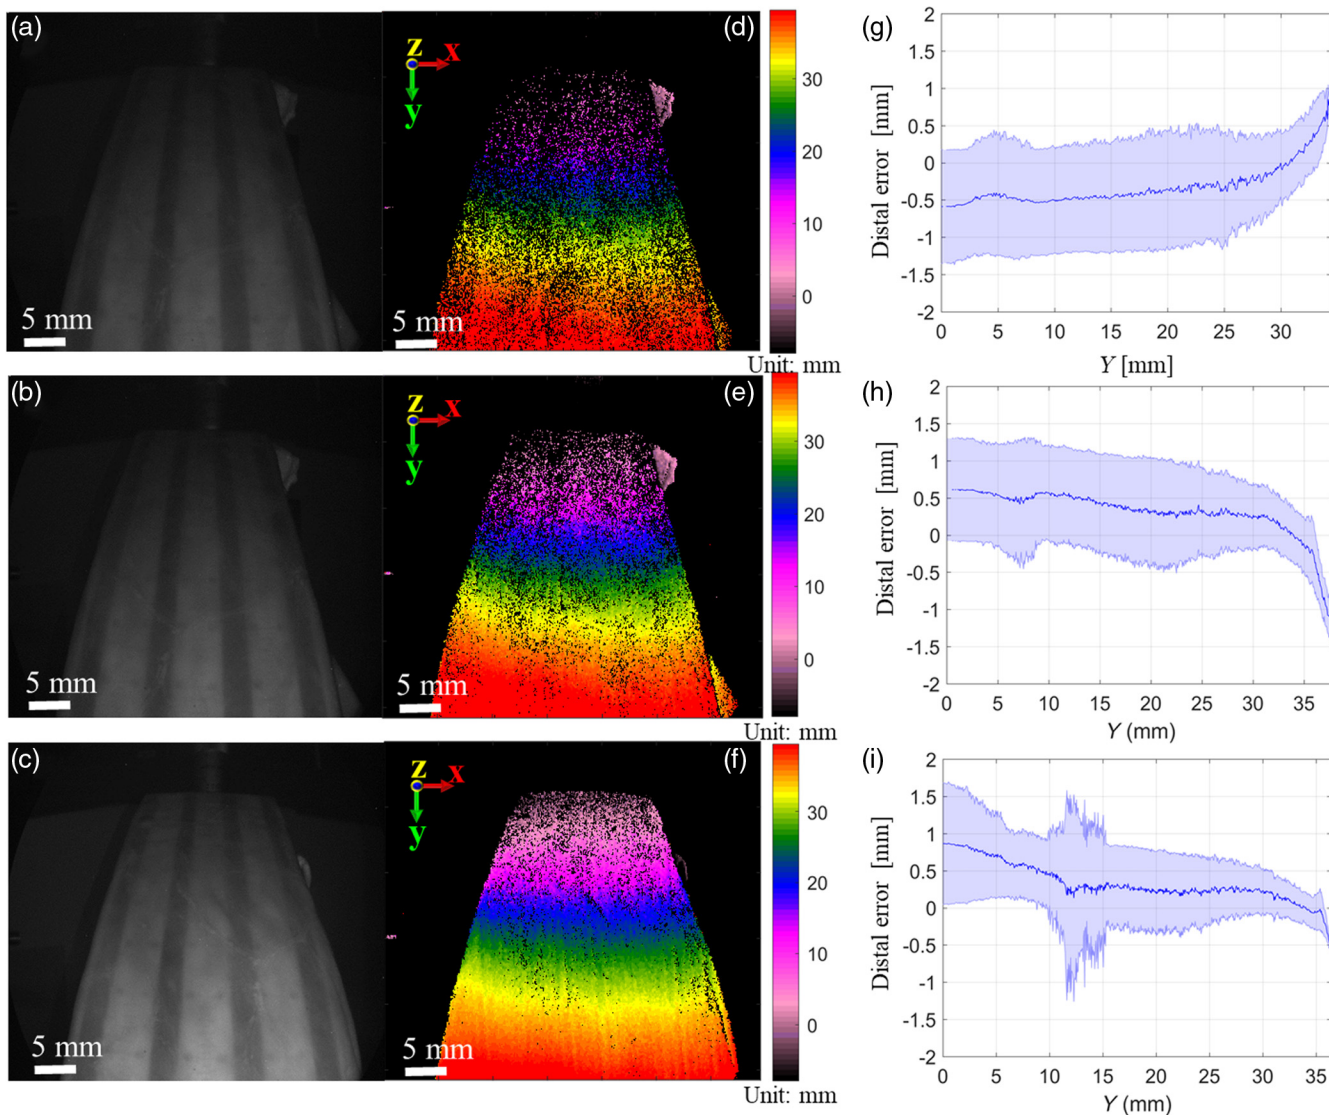 (a)
5 mm
(d)
z
x
y
5 mm
30
20
10
0
Unit: mm
(g)
Distal error [mm]
2
1.5
1
0.5
0
-0.5
-1
-1.5
-2
0 5 10 15 20 25 30
Y [mm]
(b)
5 mm
(e)
z
x
y
5 mm
30
20
10
0
Unit: mm
(h)
Distal error [mm]
2
1.5
1
0.5
0
-0.5
-1
-1.5
-2
0 5 10 15 20 25 30 35
Y (mm)
(c)
5 mm
(f)
z
x
y
5 mm
30
20
10
0
Unit: mm
(i)
Distal error [mm]
2
1.5
1
0.5
0
-0.5
-1
-1.5
-2
0 5 10 15 20 25 30 35
Y (mm)